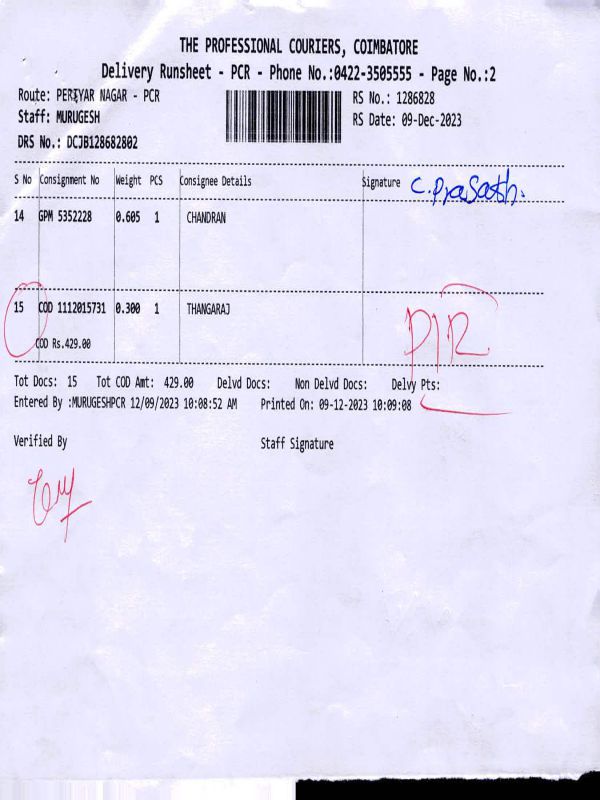 THE PROFESSIONAL COURIERS, COIMBATORE
Delivery Runsheet - PCR - Phone No.:0422-3505555 - Page No.:2
Route: PERIYAR NAGAR - PCR
RS No.: 1286828
Staff: MURUGESH
RS Date: 09-Dec-2023
DRS No.: DCJB128682802
S No Consignment No Weight PCS Consignee Details Signature C.Prasath.
14 GPM 5352228 0.605 1 CHANDRAN
15 COD 1112015731 0.300 1 THANGARAJ
COD Rs.429.00
Tot Docs: 15 Tot COD Amt: 429.00 Delvd Docs: Non Delvd Docs: Delvy Pts:
Entered By :MURUGESHPCR 12/09/2023 10:08:52 AM Printed On: 09-12-2023 10:09:08
Verified By Staff Signature